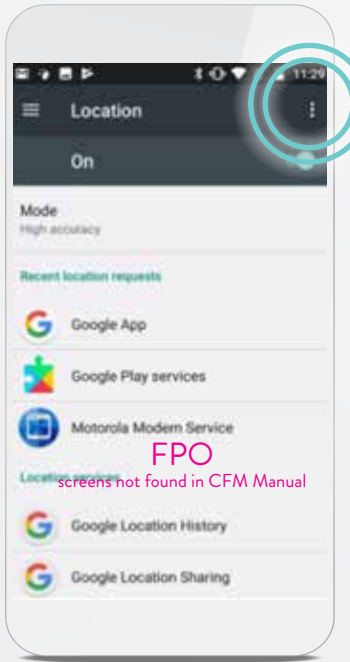 11:29
Location
On
Mode
High accuracy
Recent location requests
Google App
Google Play services
Motorola Modem Service
FPO
Location services
screens not found in CFM Manual
Google Location History
Google Location Sharing